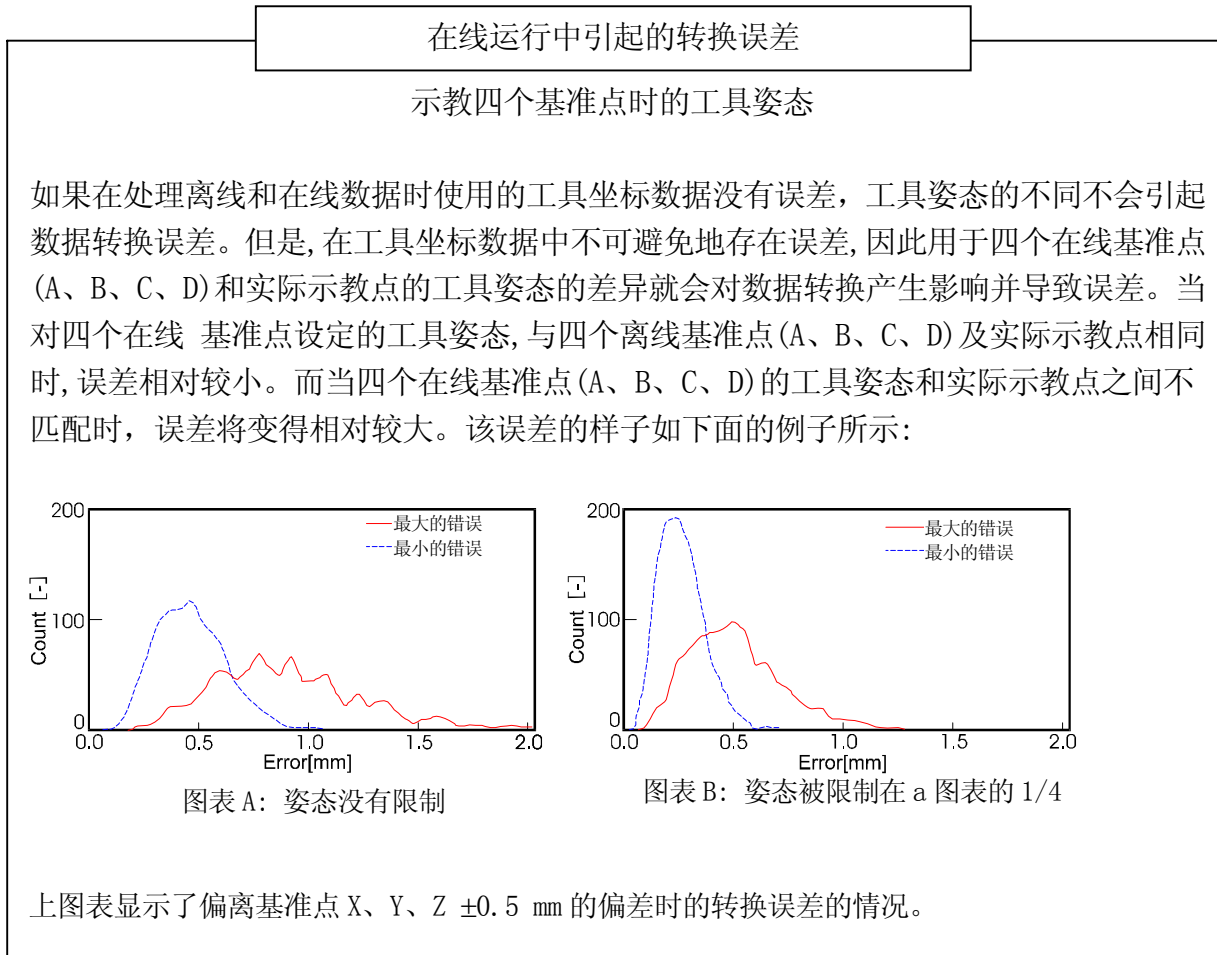 在线运行中引起的转换误差
示教四个基准点时的工具姿态
如果在处理离线和在线数据时使用的工具坐标数据没有误差，工具姿态的不同不会引起
数据转换误差。但是,在工具坐标数据中不可避免地存在误差,因此用于四个在线基准点
(A、B、C、D)和实际示教点的工具姿态的差异就会对数据转换产生影响并导致误差。当
对四个在线 基准点设定的工具姿态,与四个离线基准点(A、B、C、D)及实际示教点相同
时,误差相对较小。而当四个在线基准点(A、B、C、D)的工具姿态和实际示教点之间不
匹配时，误差将变得相对较大。该误差的样子如下面的例子所示:
200
最大的错误
最小的错误
Count [-]
100
0
0.0 0.5 1.0 1.5 2.0
Error[mm]
图表 A: 姿态没有限制
200
最大的错误
最小的错误
Count [-]
100
0
0.0 0.5 1.0 1.5 2.0
Error[mm]
图表 B: 姿态被限制在 a 图表的 1/4
上图表显示了偏离基准点 X、Y、Z ±0.5 mm 的偏差时的转换误差的情况。